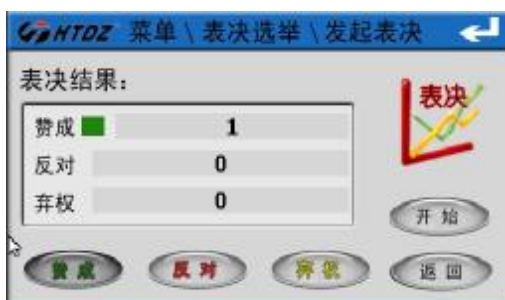 HTDZ 菜单 \ 表决选举 \ 发起表决
表决结果：
表决
赞成 1
反对 0
弃权 0
开始
赞成 反对 弃权 返回